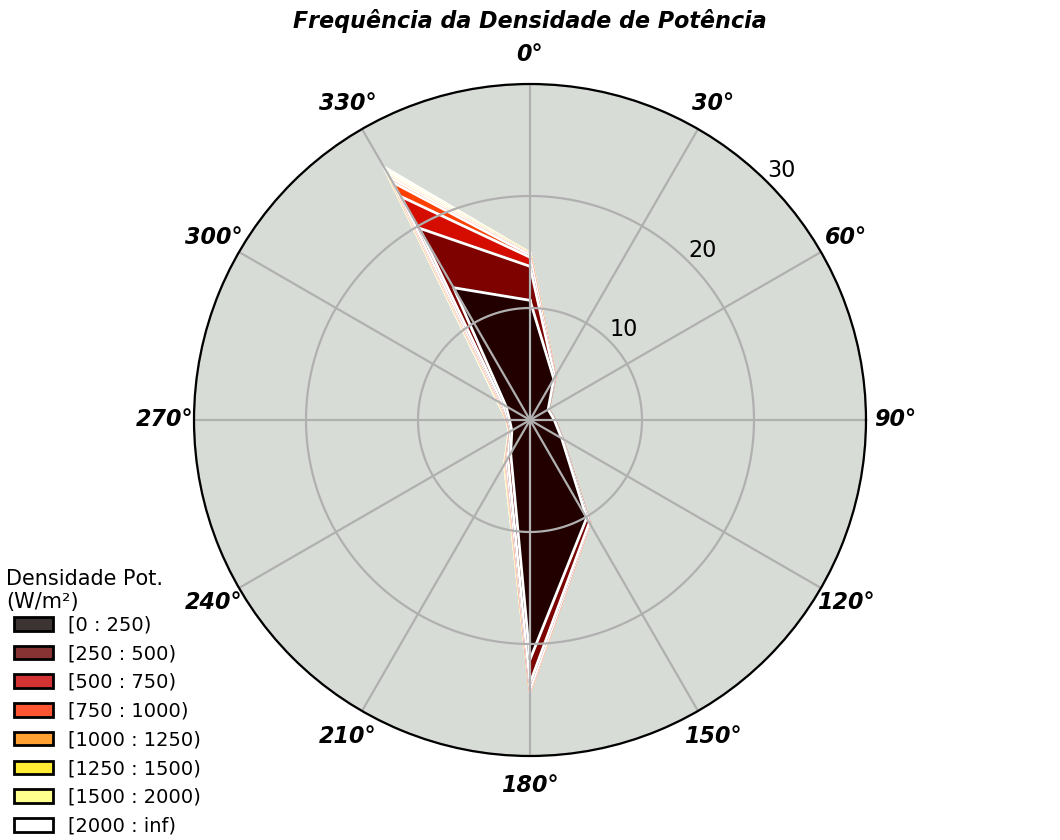 Frequência da Densidade de Potência
0°
330°
30°
30
300°
60°
20
10
270°
90°
240°
120°
210°
150°
180°
Densidade Pot.
(W/m²)
[0 : 250)
[250 : 500)
[500 : 750)
[750 : 1000)
[1000 : 1250)
[1250 : 1500)
[1500 : 2000)
[2000 : inf)